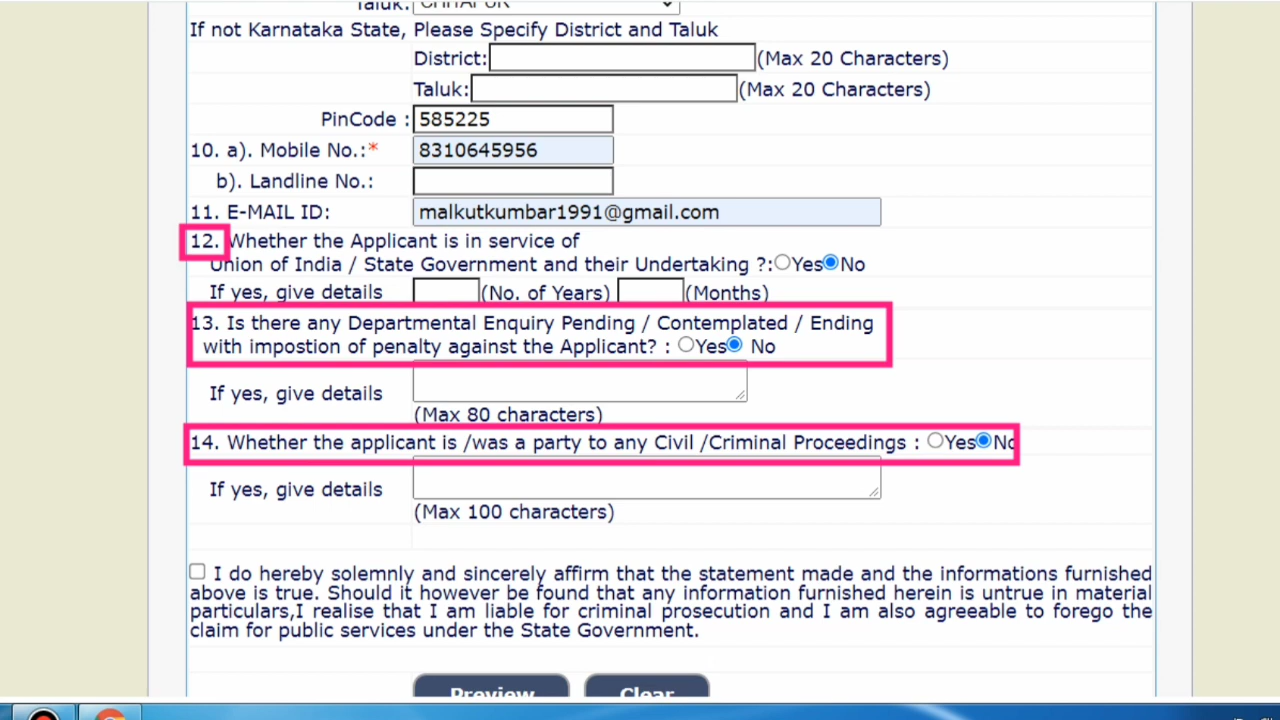 Taluk:
If not Karnataka State, Please Specify District and Taluk
District: (Max 20 Characters)
Taluk: (Max 20 Characters)
PinCode : 585225
10. a). Mobile No.:* 8310645956
b). Landline No.:
11. E-MAIL ID: malkutkumbar1991@gmail.com
12. Whether the Applicant is in service of
Union of India / State Government and their Undertaking ?: Yes No
If yes, give details (No. of Years) (Months)
13. Is there any Departmental Enquiry Pending / Contemplated / Ending
with impostion of penalty against the Applicant? : Yes No
If yes, give details
(Max 80 characters)
14. Whether the applicant is /was a party to any Civil /Criminal Proceedings : Yes No
If yes, give details
(Max 100 characters)
I do hereby solemnly and sincerely affirm that the statement made and the informations furnished
above is true. Should it however be found that any information furnished herein is untrue in material
particulars,I realise that I am liable for criminal prosecution and I am also agreeable to forego the
claim for public services under the State Government.
Preview Clear